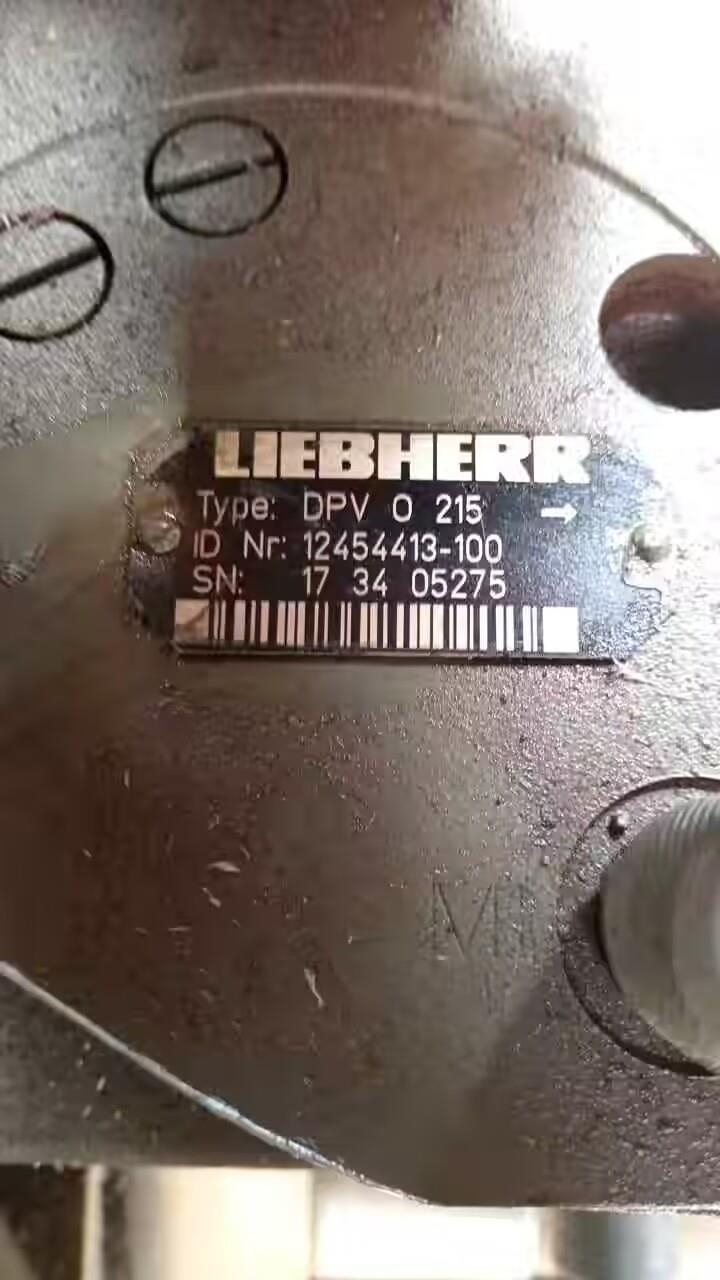 LIEBHERR
Type: DPV O 215 →
ID Nr: 12454413-100
SN: 17 34 05275